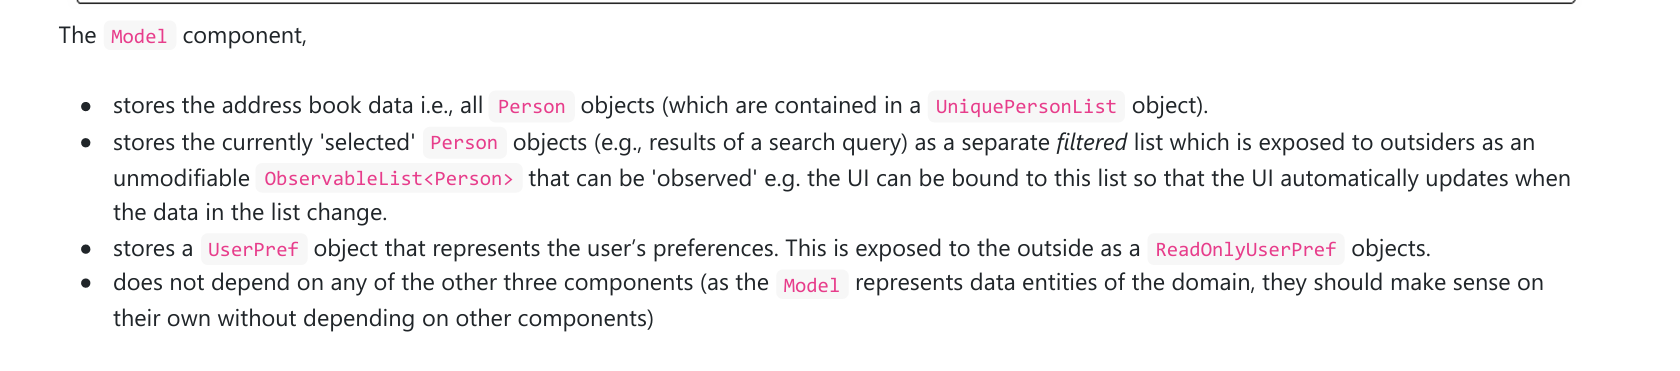 The Model component,
● stores the address book data i.e., all Person objects (which are contained in a UniquePersonList object).
● stores the currently 'selected' Person objects (e.g., results of a search query) as a separate filtered list which is exposed to outsiders as an
unmodifiable ObservableList<Person> that can be 'observed' e.g. the UI can be bound to this list so that the UI automatically updates when
the data in the list change.
● stores a UserPref object that represents the user’s preferences. This is exposed to the outside as a ReadOnlyUserPref objects.
● does not depend on any of the other three components (as the Model represents data entities of the domain, they should make sense on
their own without depending on other components)